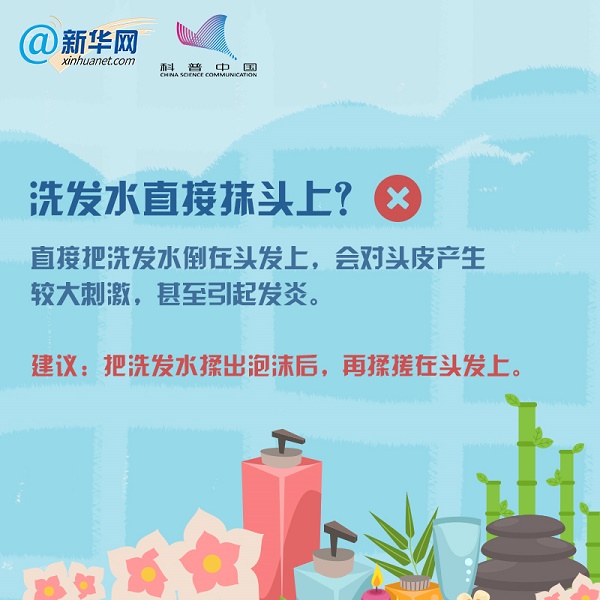 @新华网
xinhuanet.com
科普中国
CHINA SCIENCE COMMUNICATION
洗发水直接抹头上？
直接把洗发水倒在头发上，会对头皮产生
较大刺激，甚至引起发炎。
建议：把洗发水揉出泡沫后，再揉搓在头发上。